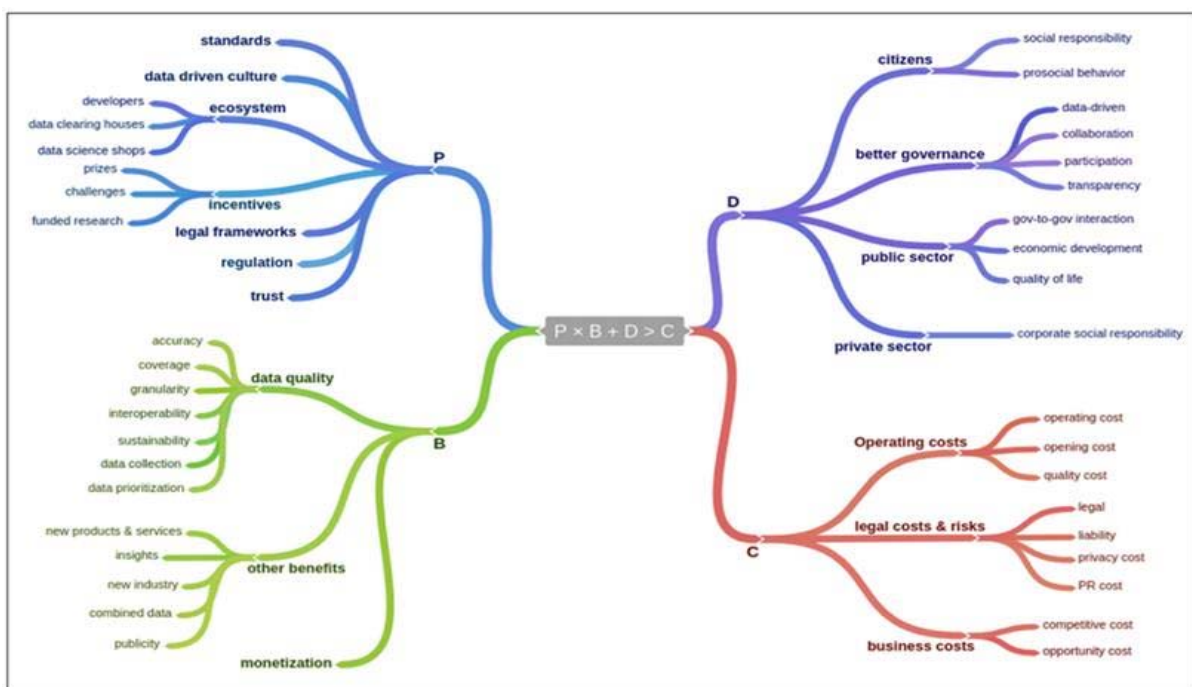 standards
data driven culture
ecosystem
developers
data clearing houses
data science shops
incentives
prizes
challenges
funded research
legal frameworks
regulation
trust
P
data quality
accuracy
coverage
granularity
interoperability
sustainability
data collection
data prioritization
other benefits
new products & services
insights
new industry
combined data
publicity
monetization
B
P × B + D > C
D
citizens
social responsibility
prosocial behavior
better governance
data-driven
collaboration
participation
transparency
public sector
gov-to-gov interaction
economic development
quality of life
private sector
corporate social responsibility
C
Operating costs
operating cost
opening cost
quality cost
legal costs & risks
legal
liability
privacy cost
PR cost
business costs
competitive cost
opportunity cost